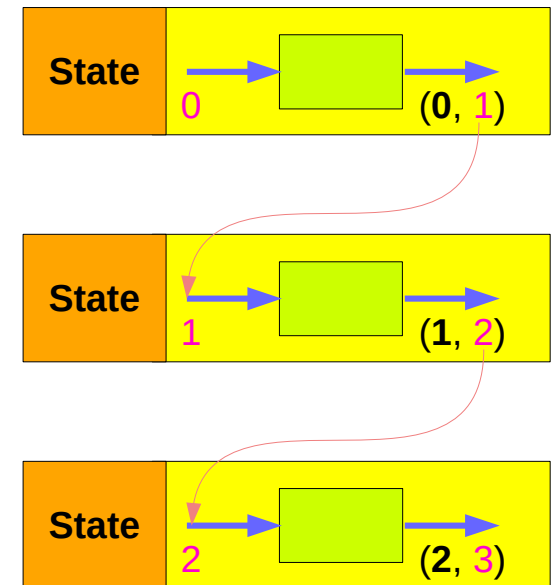 State
0
(0, 1)
State
1
(1, 2)
State
2
(2, 3)